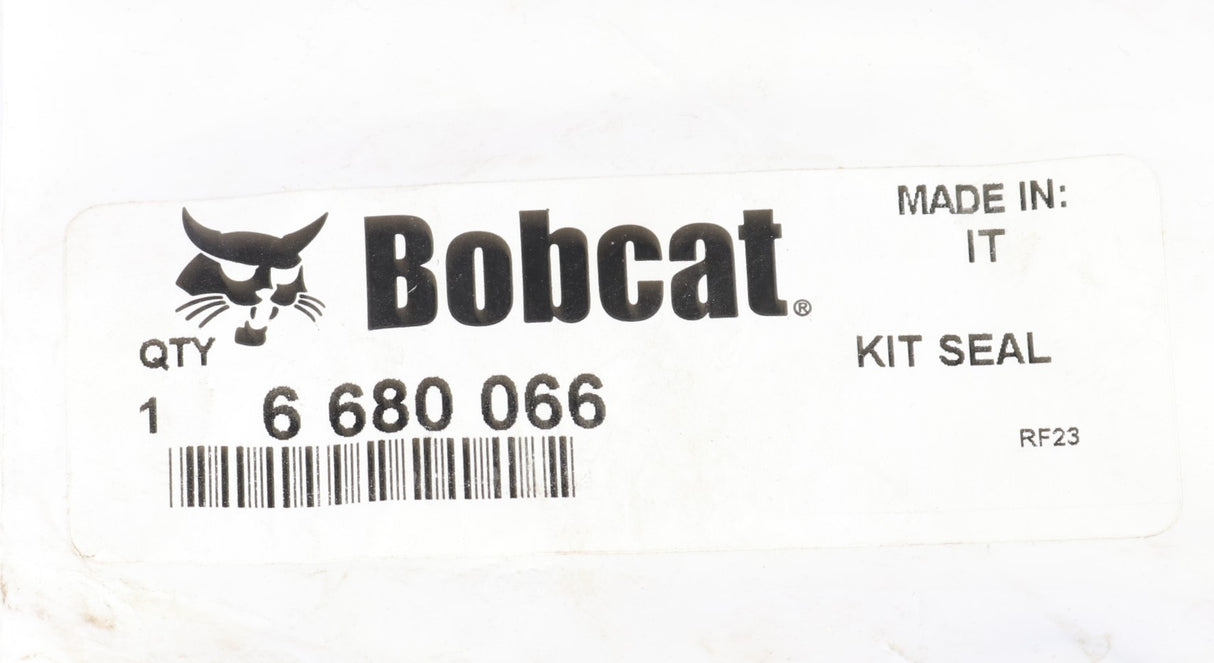 Bobcat®
MADE IN:
IT
QTY
KIT SEAL
1 6 680 066
RF23